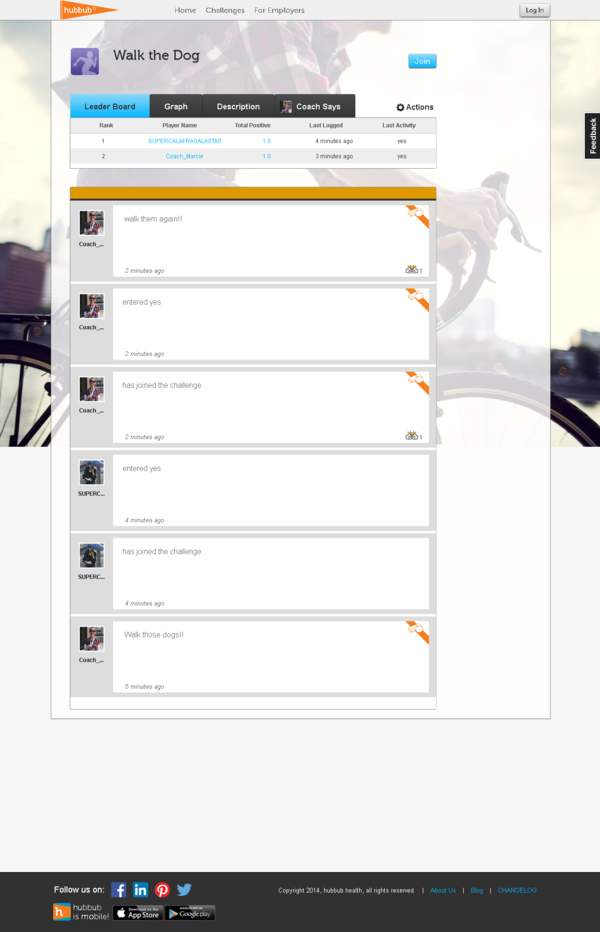 hubbub
Home Challenges For Employers
Log In
Walk the Dog
Join
Leader Board Graph Description Coach Says Actions
Feedback
Rank Player Name Total Positive Last Logged Last Activity
1 SUPERCALAFRAGALASTAS 1.0 4 minutes ago yes
2 Coach_Marcie 1.0 3 minutes ago yes
walk them again!!
Coach_...
2 minutes ago 1
entered yes
Coach_...
2 minutes ago
has joined the challenge
Coach_...
2 minutes ago 1
entered yes
SUPERC...
4 minutes ago
has joined the challenge
SUPERC...
4 minutes ago
Walk those dogs!!
Coach_...
5 minutes ago
Follow us on:
Copyright 2014, hubbub health, all rights reserved. | About Us | Blog | CHANGELOG
h
hubbub
is mobile!
App Store
Google play